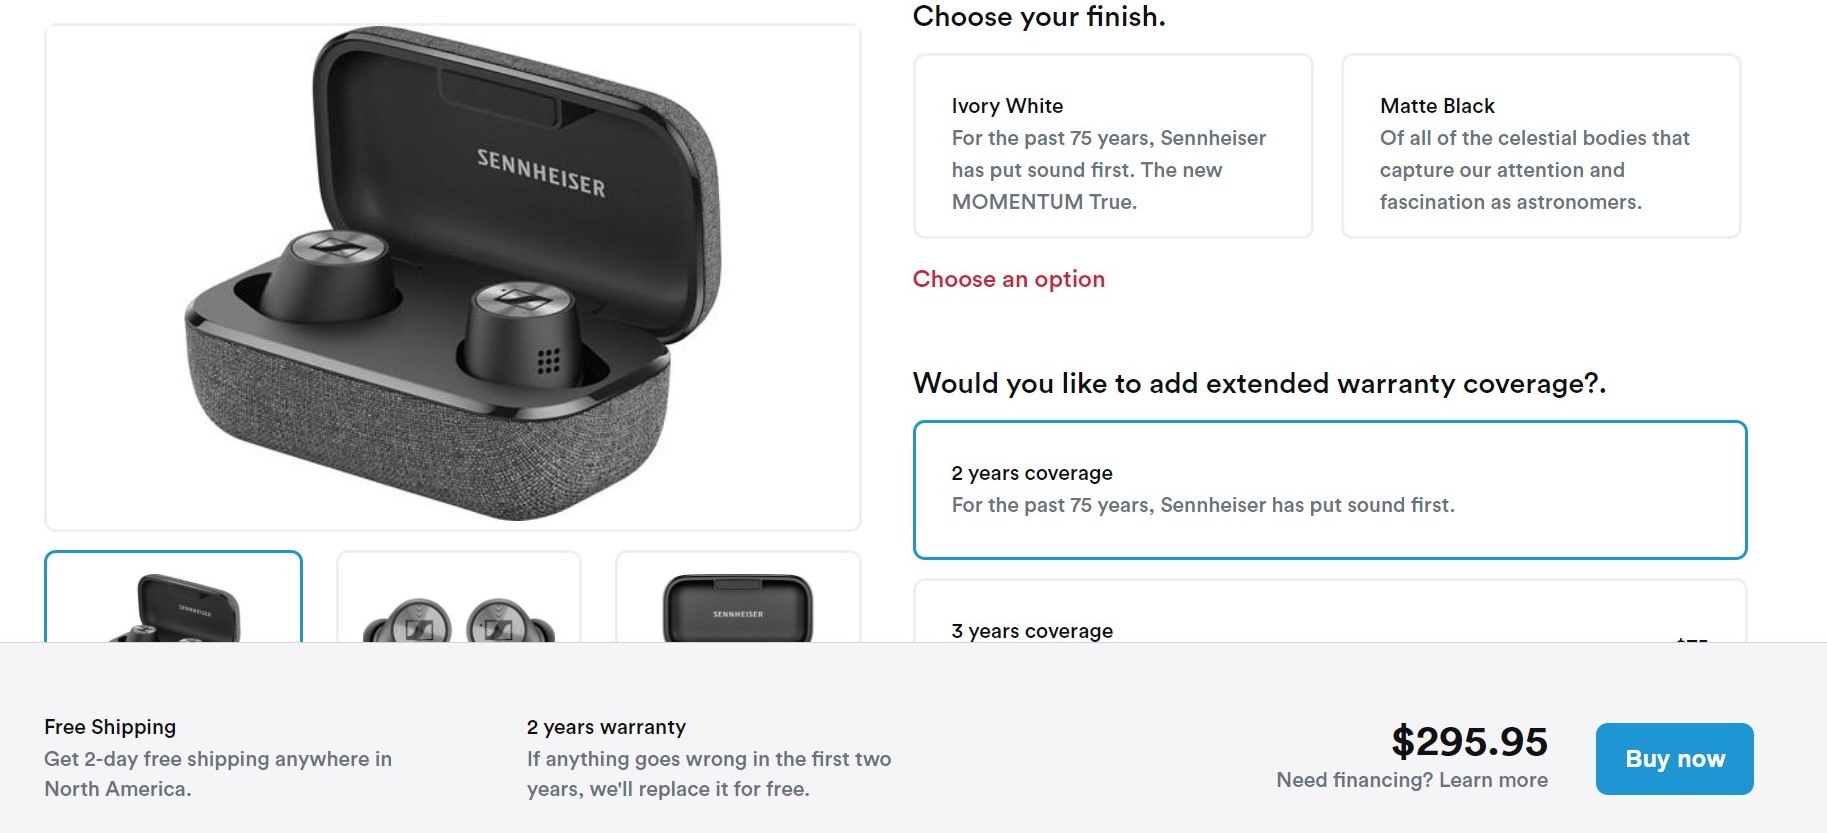 Choose your finish.
SENNHEISER
Ivory White
For the past 75 years, Sennheiser
has put sound first. The new
MOMENTUM True.
Matte Black
Of all of the celestial bodies that
capture our attention and
fascination as astronomers.
Choose an option
Would you like to add extended warranty coverage?.
2 years coverage
For the past 75 years, Sennheiser has put sound first.
3 years coverage
SENNHEISER
SENNHEISER
Free Shipping
Get 2-day free shipping anywhere in
North America.
2 years warranty
If anything goes wrong in the first two
years, we'll replace it for free.
$295.95
Need financing? Learn more
Buy now